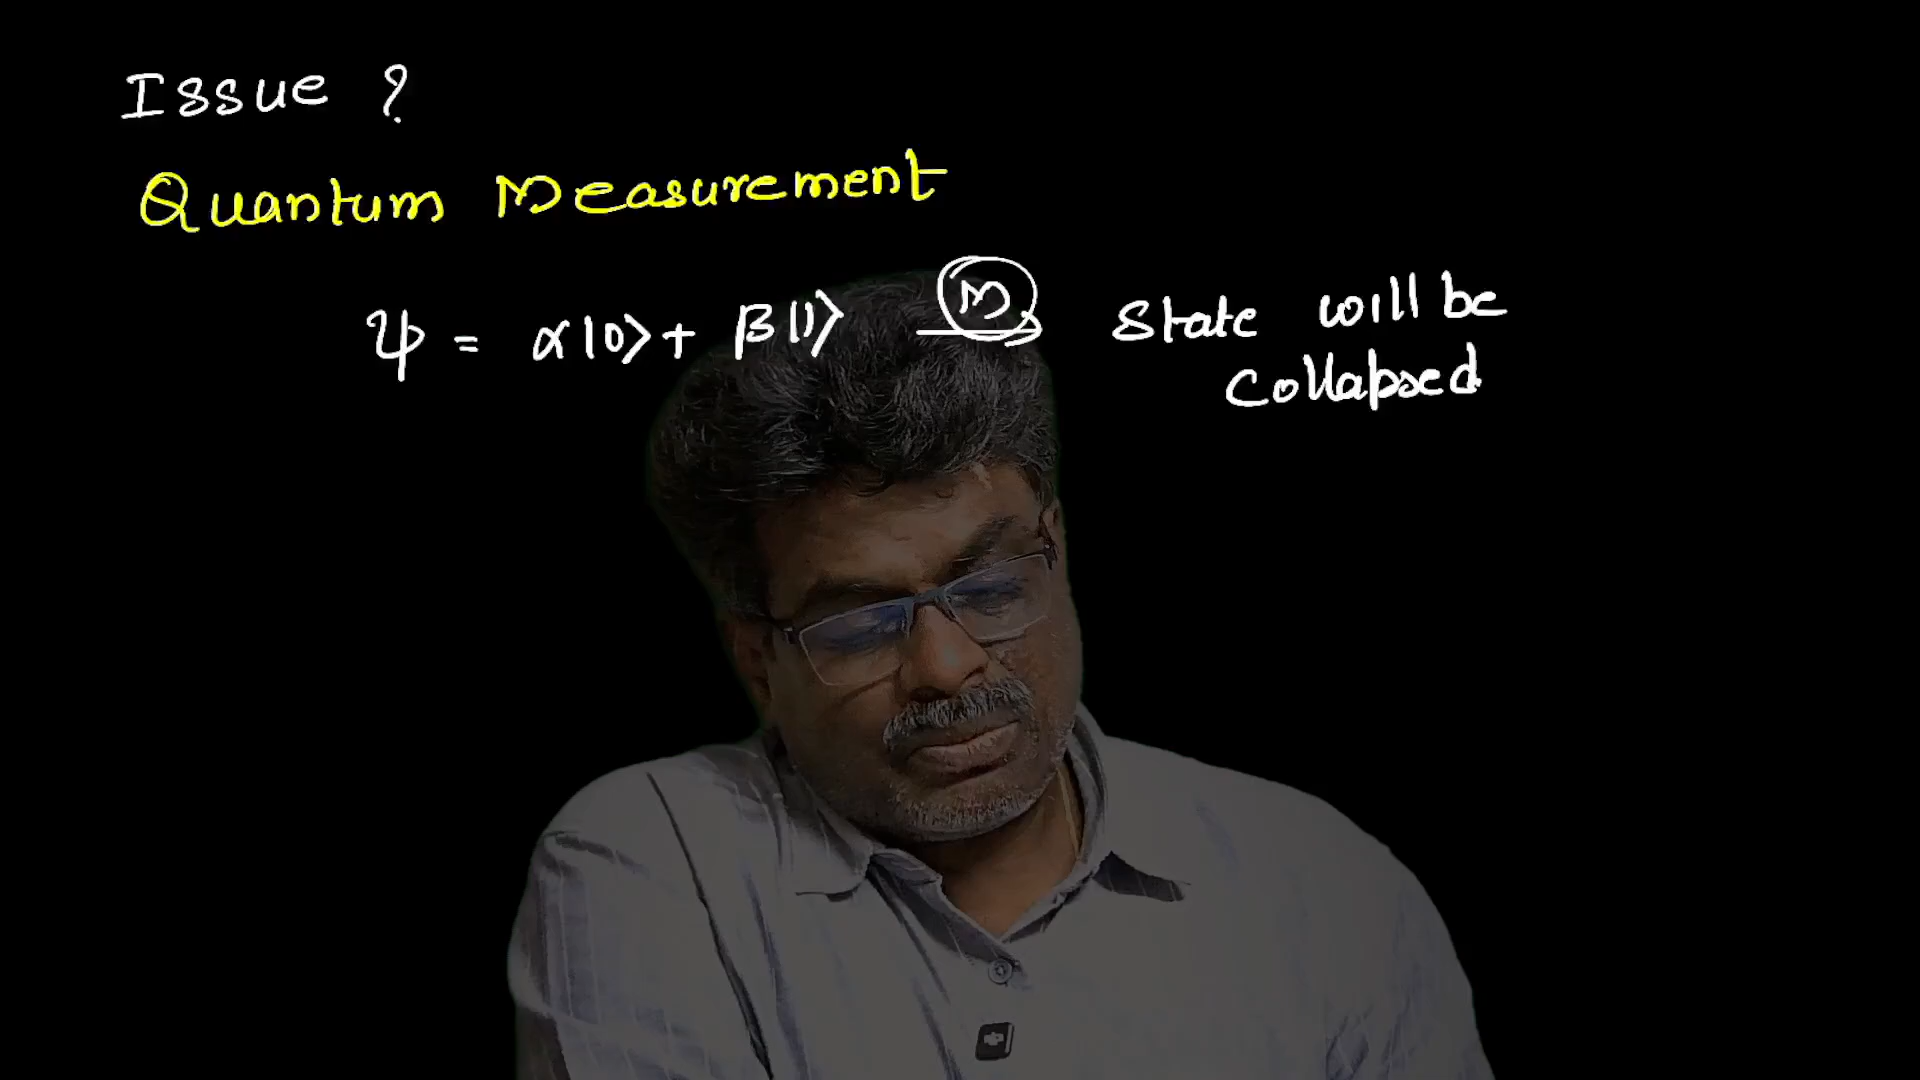 Issue ?
Quantum Measurement
ψ = α|0⟩ + β|1⟩ M State will be
Collapsed